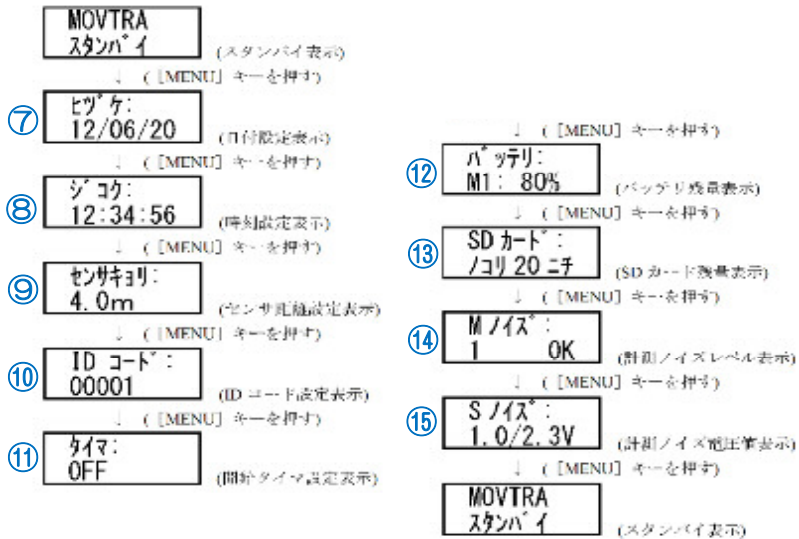 MOVTRA
スタンバイ
(スタンバイ表示)
↓ ([MENU] キーを押す)
⑦
ヒヅケ:
12/06/20
(日付設定表示)
↓ ([MENU] キーを押す)
⑧
ジコク:
12:34:56
(時刻設定表示)
↓ ([MENU] キーを押す)
⑨
センサキョリ:
4.0m
(センサ距離設定表示)
↓ ([MENU] キーを押す)
⑩
ID コード:
00001
(ID コード設定表示)
↓ ([MENU] キーを押す)
⑪
タイマ:
OFF
(開始タイマ設定表示)
↓ ([MENU] キーを押す)
⑫
バッテリ:
M1: 80%
(バッテリ残量表示)
↓ ([MENU] キーを押す)
⑬
SD カード:
ノコリ 20 ニチ
(SD カード残量表示)
↓ ([MENU] キーを押す)
⑭
M ノイズ:
1 OK
(計測ノイズレベル表示)
↓ ([MENU] キーを押す)
⑮
S ノイズ:
1.0/2.3V
(計測ノイズ電圧値表示)
↓ ([MENU] キーを押す)
MOVTRA
スタンバイ
(スタンバイ表示)